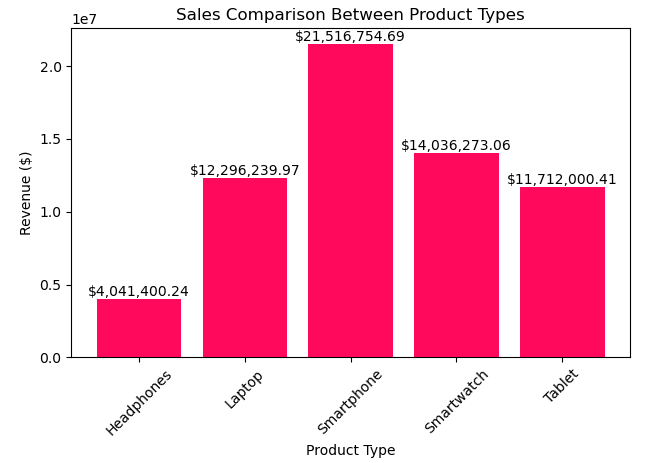 Sales Comparison Between Product Types
1e7
$21,516,754.69
2.0
1.5
$14,036,273.06
$12,296,239.97
$11,712,000.41
1.0
0.5
$4,041,400.24
0.0
Revenue ($)
Headphones
Laptop
Smartphone
Smartwatch
Tablet
Product Type